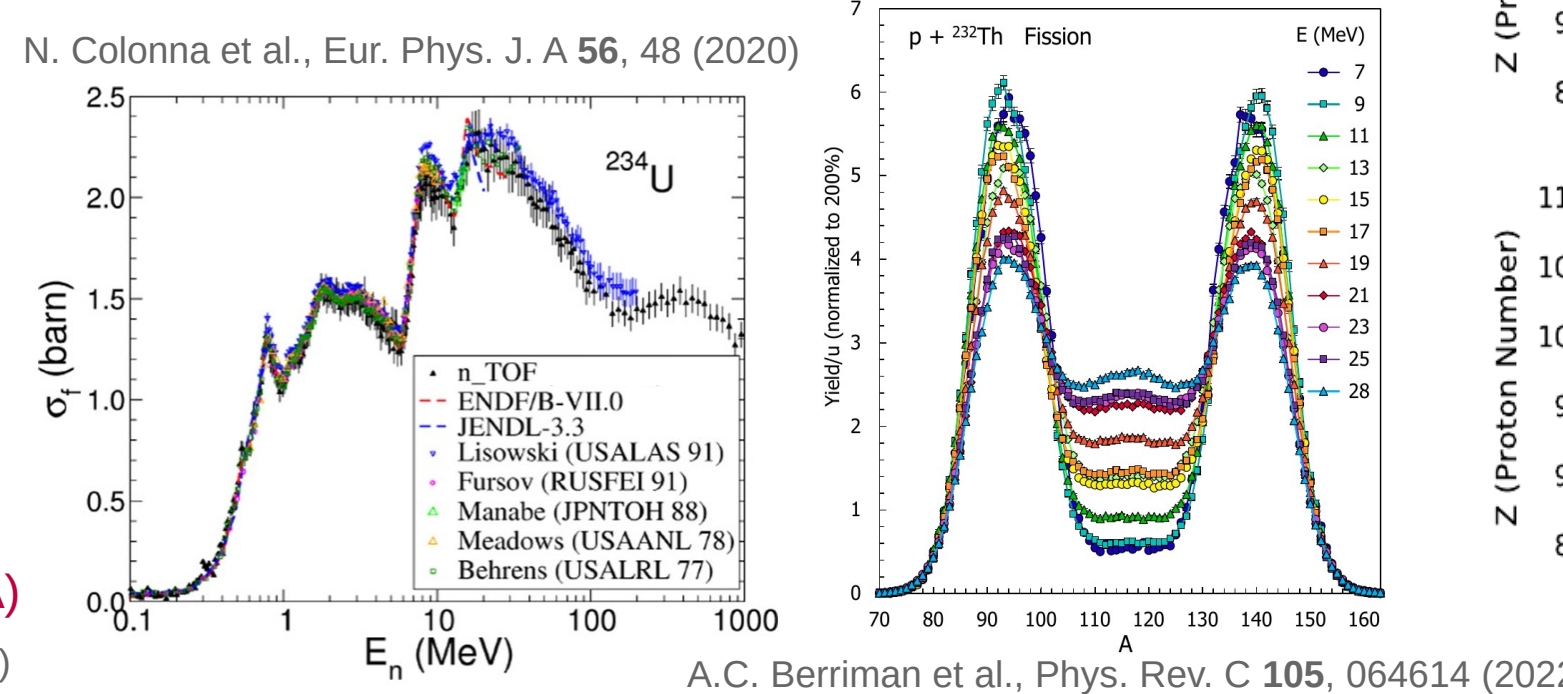 N. Colonna et al., Eur. Phys. J. A 56, 48 (2020)
2.5
2.0
1.5
1.0
0.5
0.0
σf (barn)
234U
n_TOF
ENDF/B-VII.0
JENDL-3.3
Lisowski (USALAS 91)
Fursov (RUSFEI 91)
Manabe (JPNTOH 88)
Meadows (USAANL 78)
Behrens (USALRL 77)
0.1 1 10 100 1000
En (MeV)
7
6
5
4
3
2
1
0
Yield/u (normalized to 200%)
p + 232Th Fission
E (MeV)
7
9
11
13
15
17
19
21
23
25
28
70 80 90 100 110 120 130 140 150 160
A
A.C. Berriman et al., Phys. Rev. C 105, 064614 (202
Z (Pr
Z (Proton Number)
A)
)